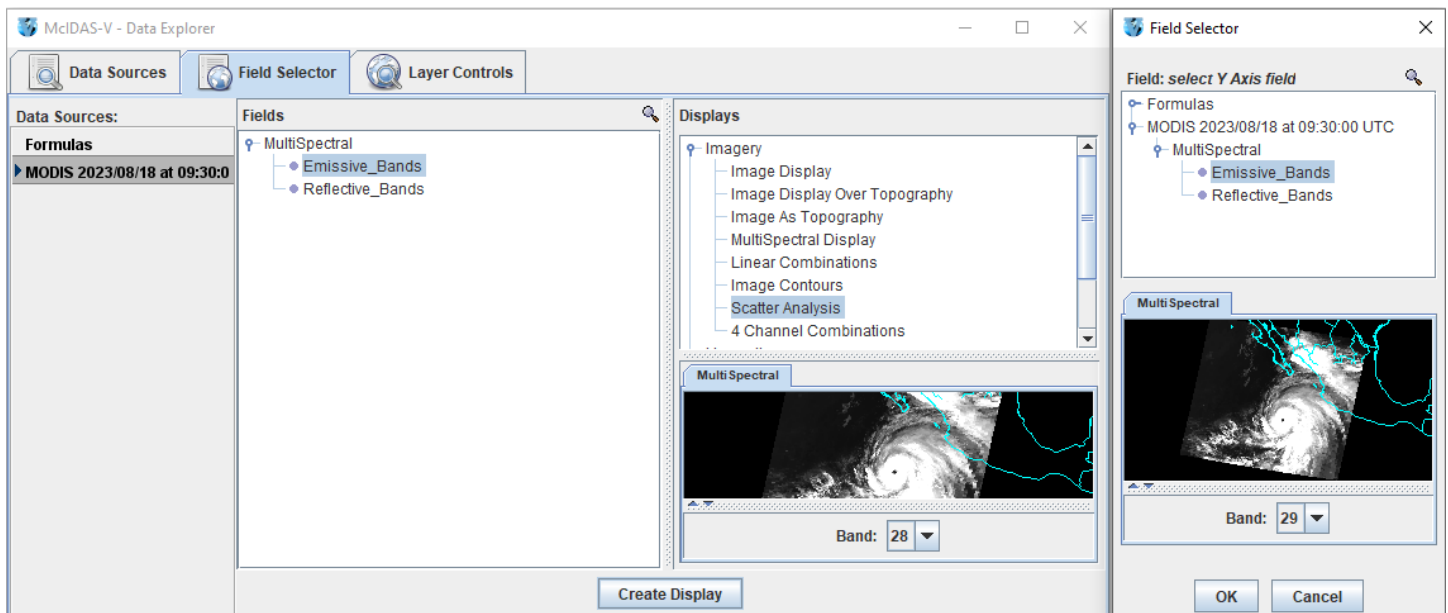 McIDAS-V - Data Explorer
Data Sources
Field Selector
Layer Controls
Data Sources:
Formulas
MODIS 2023/08/18 at 09:30:0
Fields
MultiSpectral
Emissive_Bands
Reflective_Bands
Displays
Imagery
Image Display
Image Display Over Topography
Image As Topography
MultiSpectral Display
Linear Combinations
Image Contours
Scatter Analysis
4 Channel Combinations
MultiSpectral
Band: 28
Create Display
Field Selector
Field: select Y Axis field
Formulas
MODIS 2023/08/18 at 09:30:00 UTC
MultiSpectral
Emissive_Bands
Reflective_Bands
MultiSpectral
Band: 29
OK
Cancel